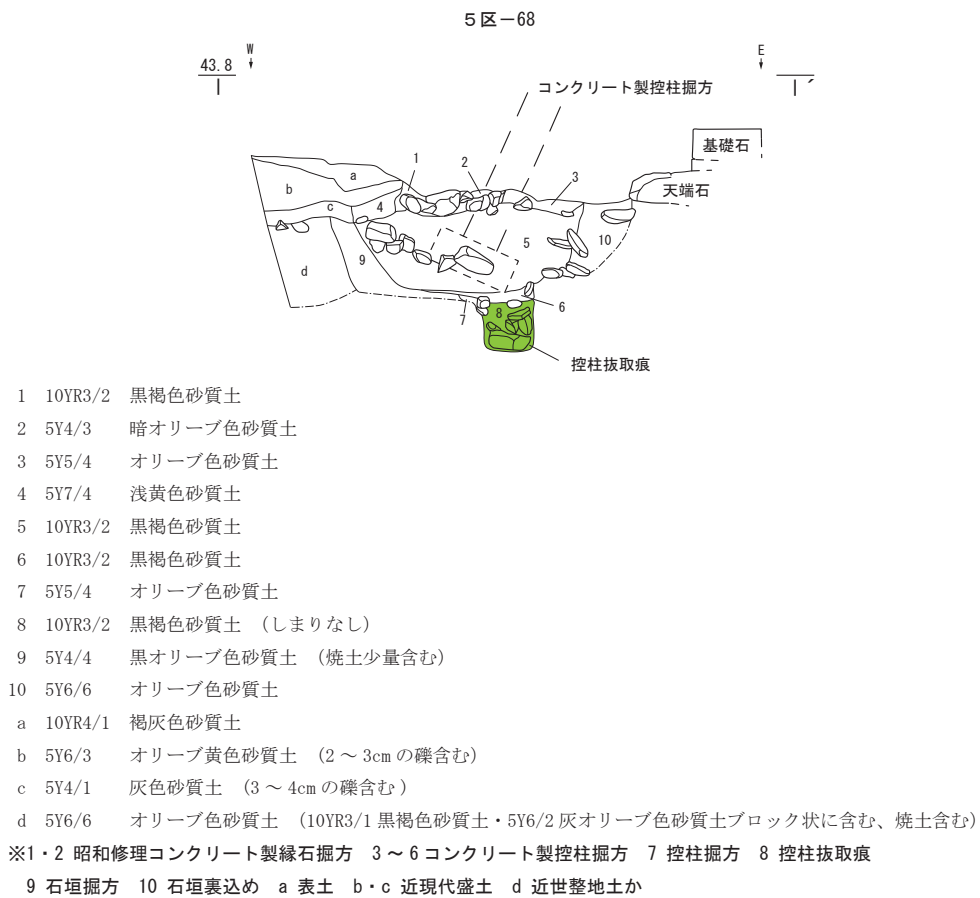 5区－68
W
E
43.8
コンクリート製控柱掘方
基礎石
天端石
1
2
3
a
b
c
4
5
10
9
d
6
7
8
控柱抜取痕
1 10YR3/2 黒褐色砂質土
2 5Y4/3 暗オリーブ色砂質土
3 5Y5/4 オリーブ色砂質土
4 5Y7/4 浅黄色砂質土
5 10YR3/2 黒褐色砂質土
6 10YR3/2 黒褐色砂質土
7 5Y5/4 オリーブ色砂質土
8 10YR3/2 黒褐色砂質土 (しまりなし)
9 5Y4/4 黒オリーブ色砂質土 (焼土少量含む)
10 5Y6/6 オリーブ色砂質土
a 10YR4/1 褐灰色砂質土
b 5Y6/3 オリーブ黄色砂質土 (2～3cmの礫含む)
c 5Y4/1 灰色砂質土 (3～4cmの礫含む)
d 5Y6/6 オリーブ色砂質土 (10YR3/1黒褐色砂質土・5Y6/2灰オリーブ色砂質土ブロック状に含む、焼土含む)
※1・2 昭和修理コンクリート製縁石掘方 3～6コンクリート製控柱掘方 7 控柱掘方 8 控柱抜取痕
9 石垣掘方 10 石垣裏込め a 表土 b・c 近現代盛土 d 近世整地土か